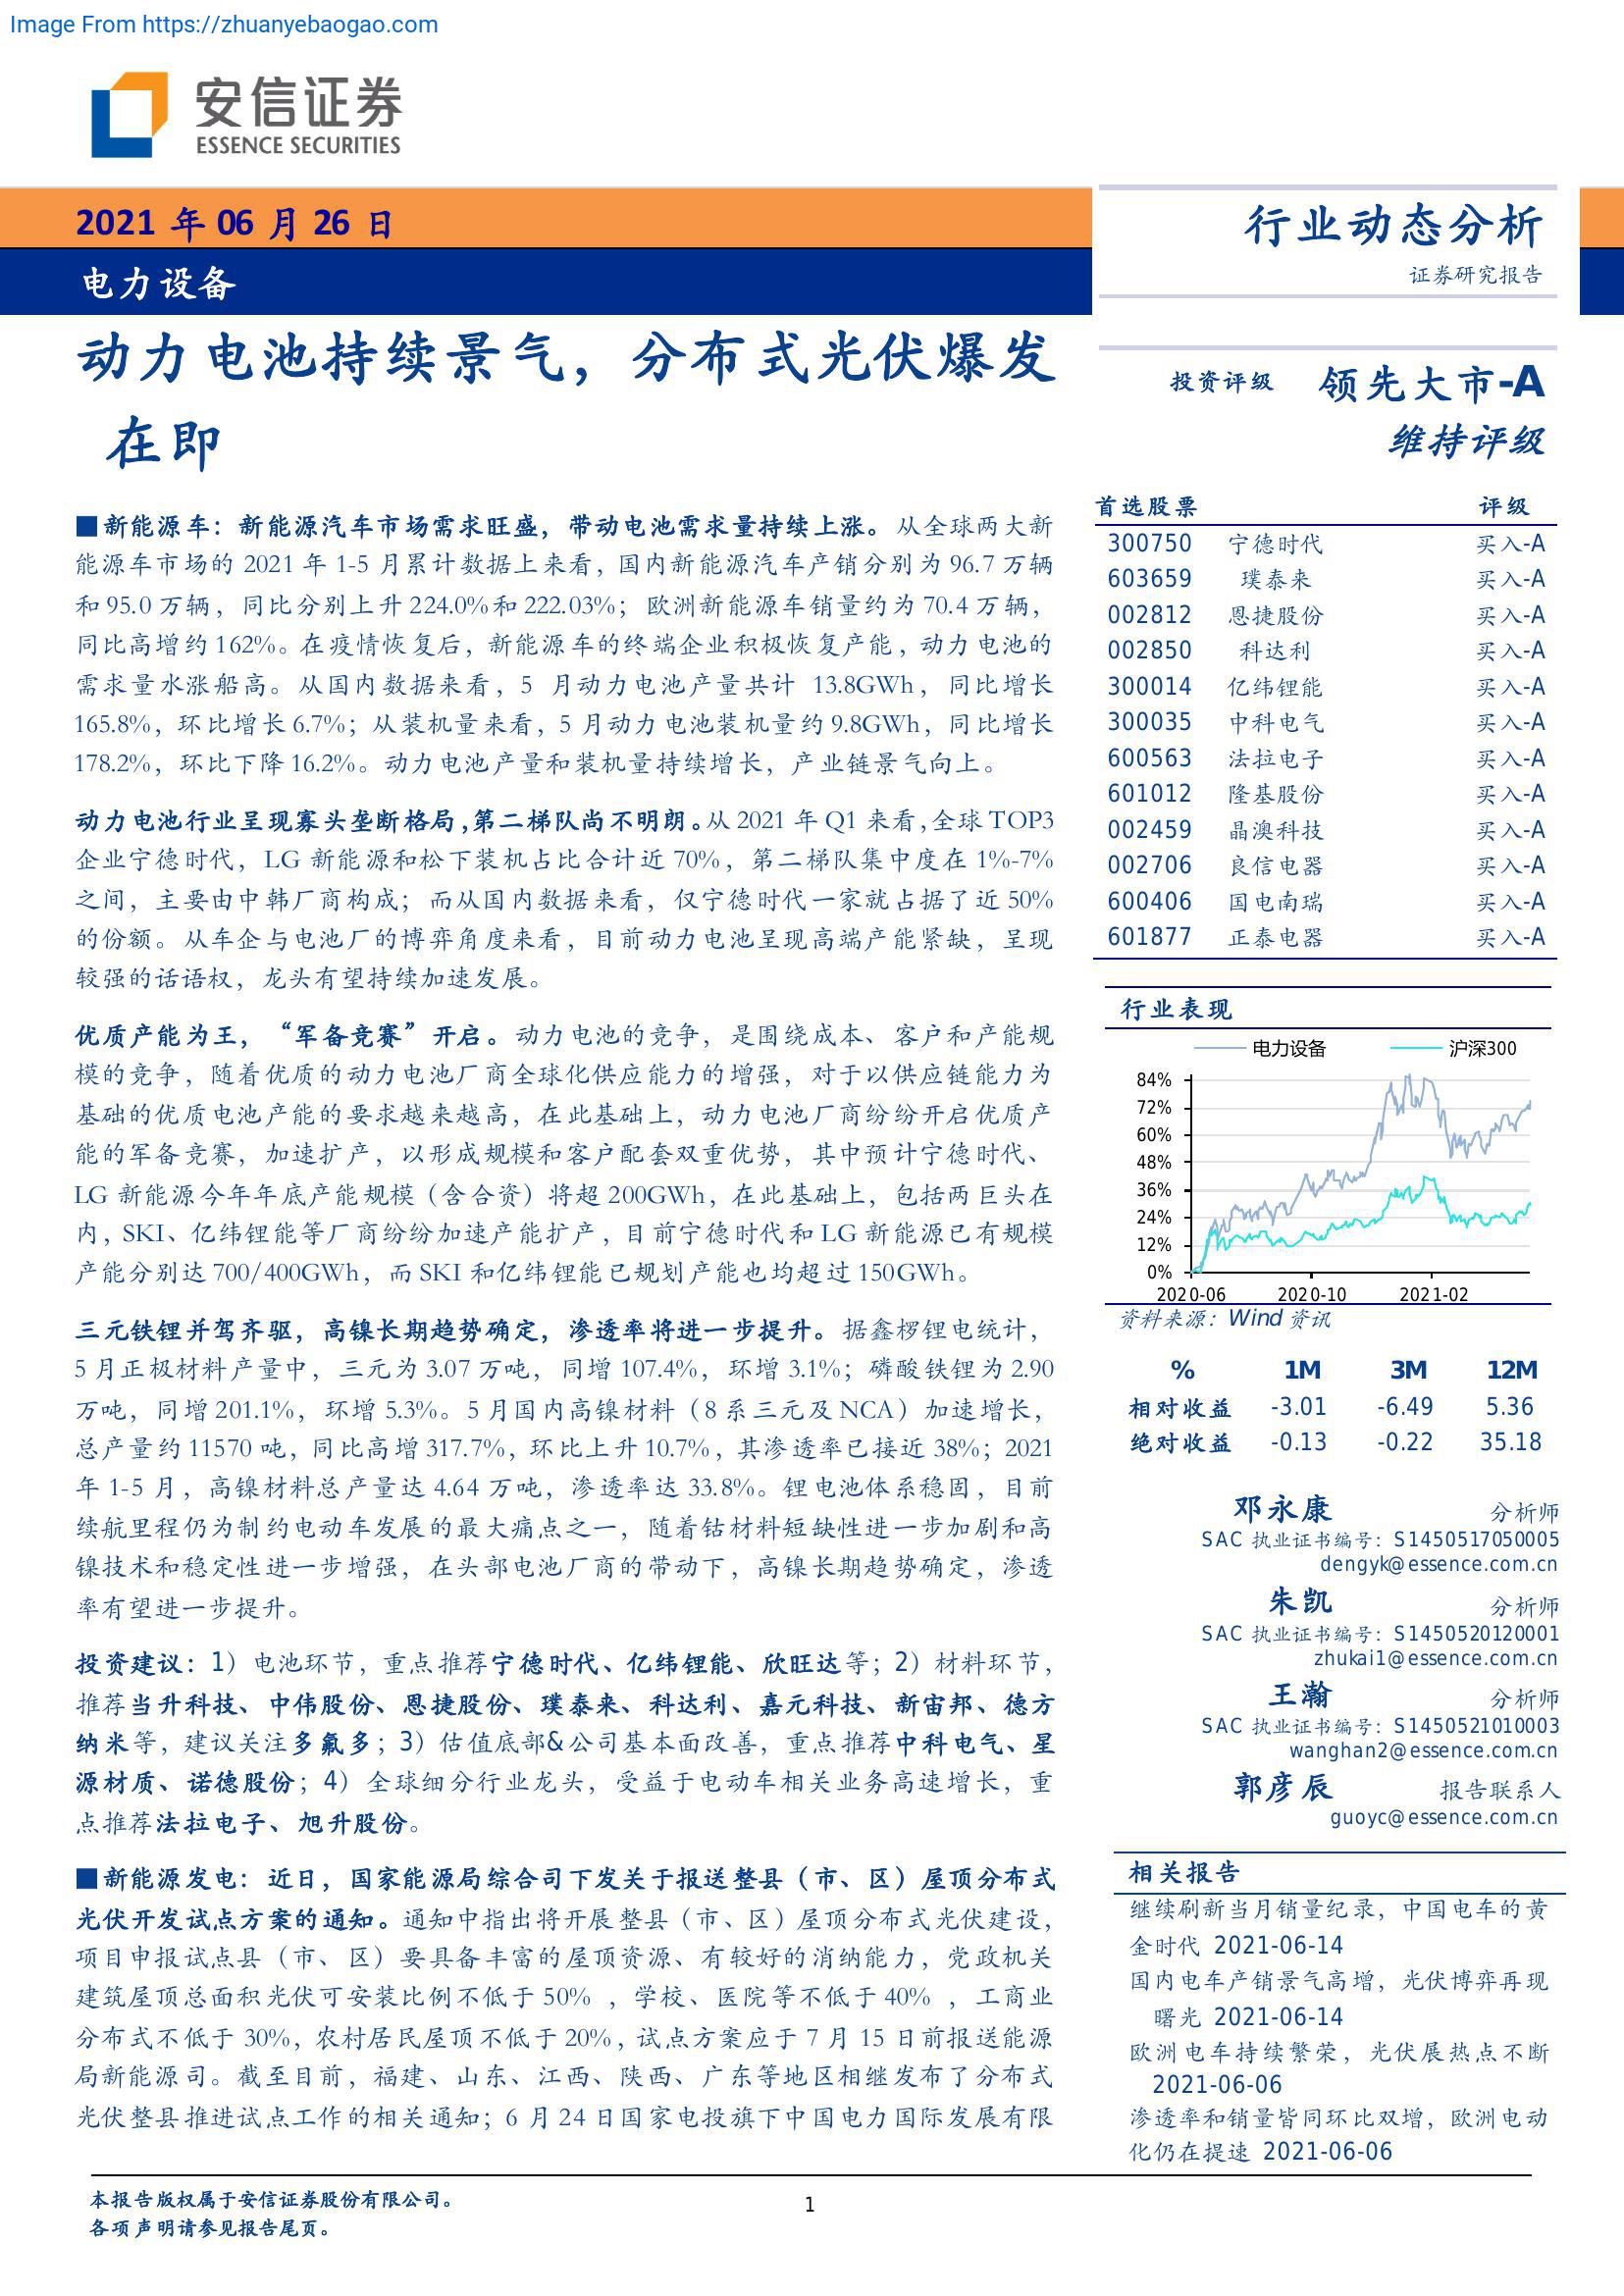 Image From https://zhuanyebaogao.com
安信证券
ESSENCE SECURITIES
2021 年 06 月 26 日
电力设备
行业动态分析
证券研究报告
动力电池持续景气，分布式光伏爆发
在即
■新能源车：新能源汽车市场需求旺盛，带动电池需求量持续上涨。从全球两大新
能源车市场的 2021 年 1-5 月累计数据上来看，国内新能源汽车产销分别为 96.7 万辆
和 95.0 万辆，同比分别上升 224.0%和 222.03%；欧洲新能源车销量约为 70.4 万辆，
同比高增约 162%。在疫情恢复后，新能源车的终端企业积极恢复产能，动力电池的
需求量水涨船高。从国内数据来看，5 月动力电池产量共计 13.8GWh，同比增长
165.8%，环比增长 6.7%；从装机量来看，5 月动力电池装机量约 9.8GWh，同比增长
178.2%，环比下降 16.2%。动力电池产量和装机量持续增长，产业链景气向上。
动力电池行业呈现寡头垄断格局，第二梯队尚不明朗。从 2021 年 Q1 来看，全球 TOP3
企业宁德时代，LG 新能源和松下装机占比合计近 70%，第二梯队集中度在 1%-7%
之间，主要由中韩厂商构成；而从国内数据来看，仅宁德时代一家就占据了近 50%
的份额。从车企与电池厂的博弈角度来看，目前动力电池呈现高端产能紧缺，呈现
较强的话语权，龙头有望持续加速发展。
优质产能为王，“军备竞赛”开启。动力电池的竞争，是围绕成本、客户和产能规
模的竞争，随着优质的动力电池厂商全球化供应能力的增强，对于以供应链能力为
基础的优质电池产能的要求越来越高，在此基础上，动力电池厂商纷纷开启优质产
能的军备竞赛，加速扩产，以形成规模和客户配套双重优势，其中预计宁德时代、
LG 新能源今年年底产能规模（含合资）将超 200GWh，在此基础上，包括两巨头在
内，SKI、亿纬锂能等厂商纷纷加速产能扩产，目前宁德时代和 LG 新能源已有规模
产能分别达 700/400GWh，而 SKI 和亿纬锂能已规划产能也均超过 150GWh。
三元铁锂并驾齐驱，高镍长期趋势确定，渗透率将进一步提升。据鑫椤锂电统计，
5 月正极材料产量中，三元为 3.07 万吨，同增 107.4%，环增 3.1%；磷酸铁锂为 2.90
万吨，同增 201.1%，环增 5.3%。5 月国内高镍材料（8 系三元及 NCA）加速增长，
总产量约 11570 吨，同比高增 317.7%，环比上升 10.7%，其渗透率已接近 38%；2021
年 1-5 月，高镍材料总产量达 4.64 万吨，渗透率达 33.8%。锂电池体系稳固，目前
续航里程仍为制约电动车发展的最大痛点之一，随着钴材料短缺性进一步加剧和高
镍技术和稳定性进一步增强，在头部电池厂商的带动下，高镍长期趋势确定，渗透
率有望进一步提升。
投资建议：1）电池环节，重点推荐宁德时代、亿纬锂能、欣旺达等；2）材料环节，
推荐当升科技、中伟股份、恩捷股份、璞泰来、科达利、嘉元科技、新宙邦、德方
纳米等，建议关注多氟多；3）估值底部&公司基本面改善，重点推荐中科电气、星
源材质、诺德股份；4）全球细分行业龙头，受益于电动车相关业务高速增长，重
点推荐法拉电子、旭升股份。
■新能源发电：近日，国家能源局综合司下发关于报送整县（市、区）屋顶分布式
光伏开发试点方案的通知。通知中指出将开展整县（市、区）屋顶分布式光伏建设，
项目申报试点县（市、区）要具备丰富的屋顶资源、有较好的消纳能力，党政机关
建筑屋顶总面积光伏可安装比例不低于 50% ，学校、医院等不低于 40% ，工商业
分布式不低于 30%，农村居民屋顶不低于 20%，试点方案应于 7 月 15 日前报送能源
局新能源司。截至目前，福建、山东、江西、陕西、广东等地区相继发布了分布式
光伏整县推进试点工作的相关通知；6 月 24 日国家电投旗下中国电力国际发展有限
投资评级 领先大市-A
维持评级
首选股票 评级
300750 宁德时代 买入-A
603659 璞泰来 买入-A
002812 恩捷股份 买入-A
002850 科达利 买入-A
300014 亿纬锂能 买入-A
300035 中科电气 买入-A
600563 法拉电子 买入-A
601012 隆基股份 买入-A
002459 晶澳科技 买入-A
002706 良信电器 买入-A
600406 国电南瑞 买入-A
601877 正泰电器 买入-A
行业表现
电力设备 沪深300
84%
72%
60%
48%
36%
24%
12%
0%
2020-06 2020-10 2021-02
资料来源：Wind 资讯
% 1M 3M 12M
相对收益 -3.01 -6.49 5.36
绝对收益 -0.13 -0.22 35.18
邓永康 分析师
SAC 执业证书编号：S1450517050005
dengyk@essence.com.cn
朱凯 分析师
SAC 执业证书编号：S1450520120001
zhukai1@essence.com.cn
王瀚 分析师
SAC 执业证书编号：S1450521010003
wanghan2@essence.com.cn
郭彦辰 报告联系人
guoyc@essence.com.cn
相关报告
继续刷新当月销量纪录，中国电车的黄
金时代 2021-06-14
国内电车产销景气高增，光伏博弈再现
曙光 2021-06-14
欧洲电车持续繁荣，光伏展热点不断
2021-06-06
渗透率和销量皆同环比双增，欧洲电动
化仍在提速 2021-06-06
本报告版权属于安信证券股份有限公司。
各项声明请参见报告尾页。
1